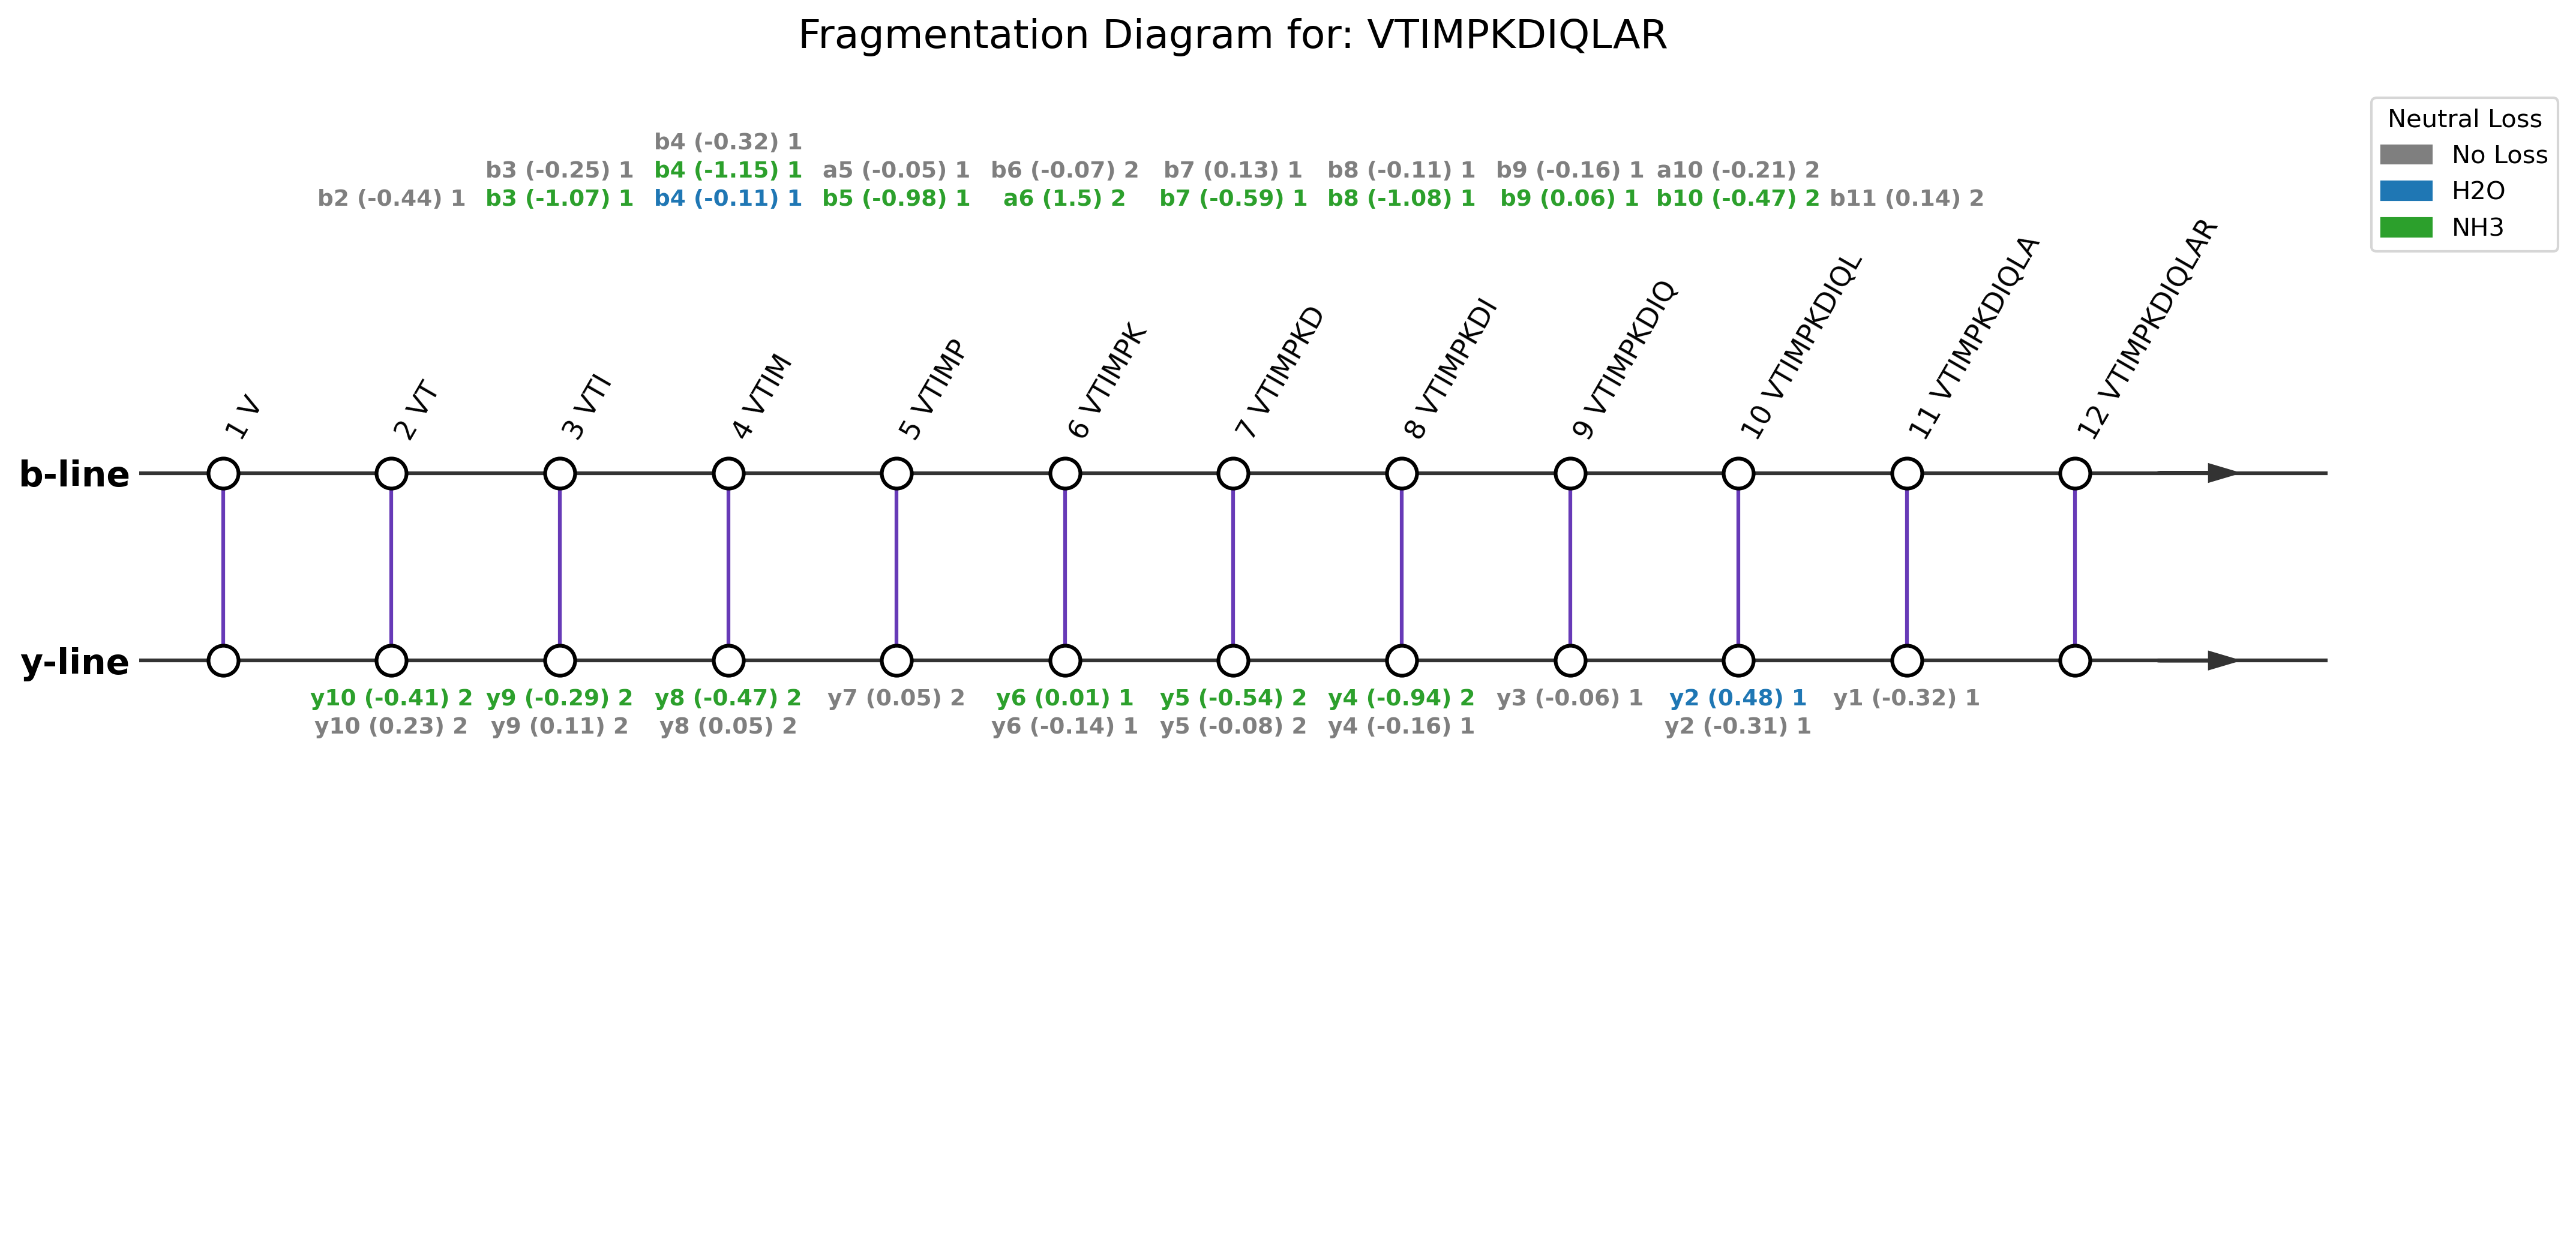 Fragmentation Diagram for: VTIMPKDIQLAR
Neutral Loss
No Loss
H2O
NH3
b4 (-0.32) 1
b3 (-0.25) 1 b4 (-1.15) 1 a5 (-0.05) 1 b6 (-0.07) 2 b7 (0.13) 1 b8 (-0.11) 1 b9 (-0.16) 1 a10 (-0.21) 2
b2 (-0.44) 1 b3 (-1.07) 1 b4 (-0.11) 1 b5 (-0.98) 1 a6 (1.5) 2 b7 (-0.59) 1 b8 (-1.08) 1 b9 (0.06) 1 b10 (-0.47) 2 b11 (0.14) 2
1 V
2 VT
3 VTI
4 VTIM
5 VTIMP
6 VTIMPK
7 VTIMPKD
8 VTIMPKDI
9 VTIMPKDIQ
10 VTIMPKDIQL
11 VTIMPKDIQLA
12 VTIMPKDIQLAR
b-line
y-line
y10 (-0.41) 2 y9 (-0.29) 2 y8 (-0.47) 2 y7 (0.05) 2 y6 (0.01) 1 y5 (-0.54) 2 y4 (-0.94) 2 y3 (-0.06) 1 y2 (0.48) 1 y1 (-0.32) 1
y10 (0.23) 2 y9 (0.11) 2 y8 (0.05) 2 y6 (-0.14) 1 y5 (-0.08) 2 y4 (-0.16) 1 y2 (-0.31) 1